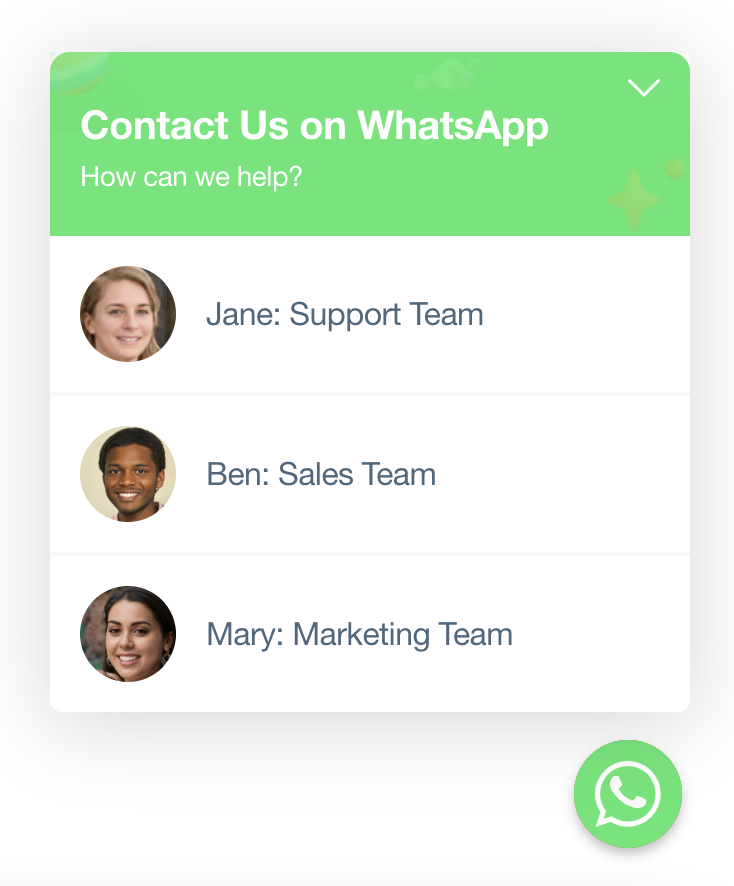 Contact Us on WhatsApp
How can we help?
Jane: Support Team
Ben: Sales Team
Mary: Marketing Team